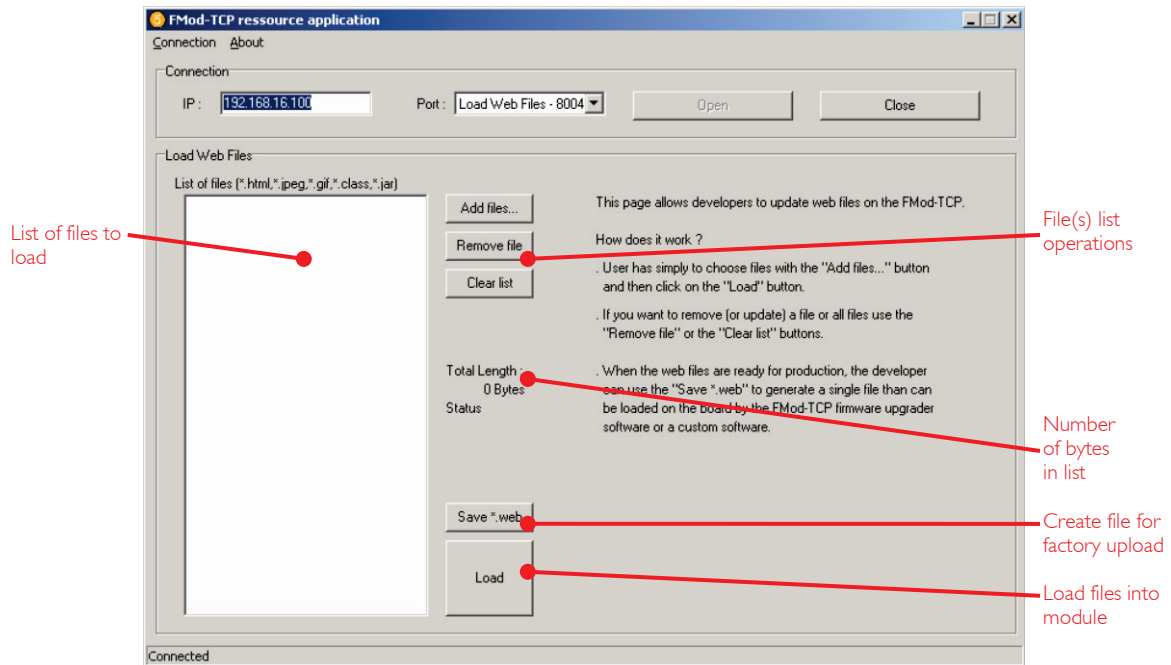 FMod-TCP ressource application
Connection About
Connection
IP : 192.168.16.100 Port : Load Web Files - 8004 Open Close
Load Web Files
List of files (*.html,*.jpeg,*.gif,*.class,*.jar)
Add files...
Remove file
Clear list
Total Length :
0 Bytes
Status
Save *.web
Load
This page allows developers to update web files on the FMod-TCP.
How does it work ?
. User has simply to choose files with the "Add files..." button
and then click on the "Load" button.
. If you want to remove (or update) a file or all files use the
"Remove file" or the "Clear list" buttons.
. When the web files are ready for production, the developer
can use the "Save *.web" to generate a single file than can
be loaded on the board by the FMod-TCP firmware upgrader
software or a custom software.
Connected
List of files to
load
File(s) list
operations
Number
of bytes
in list
Create file for
factory upload
Load files into
module